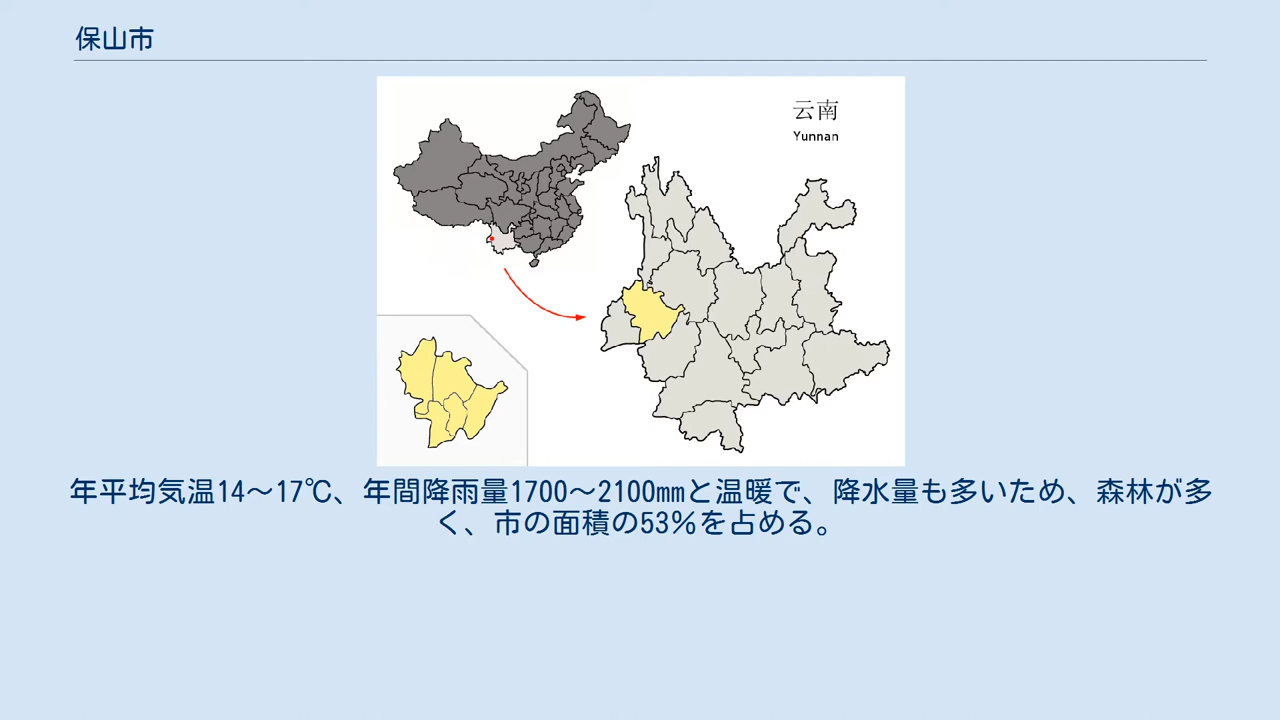 保山市
云南
Yunnan
年平均気温14～17℃、年間降雨量1700～2100mmと温暖で、降水量も多いため、森林が多
く、市の面積の53％を占める。